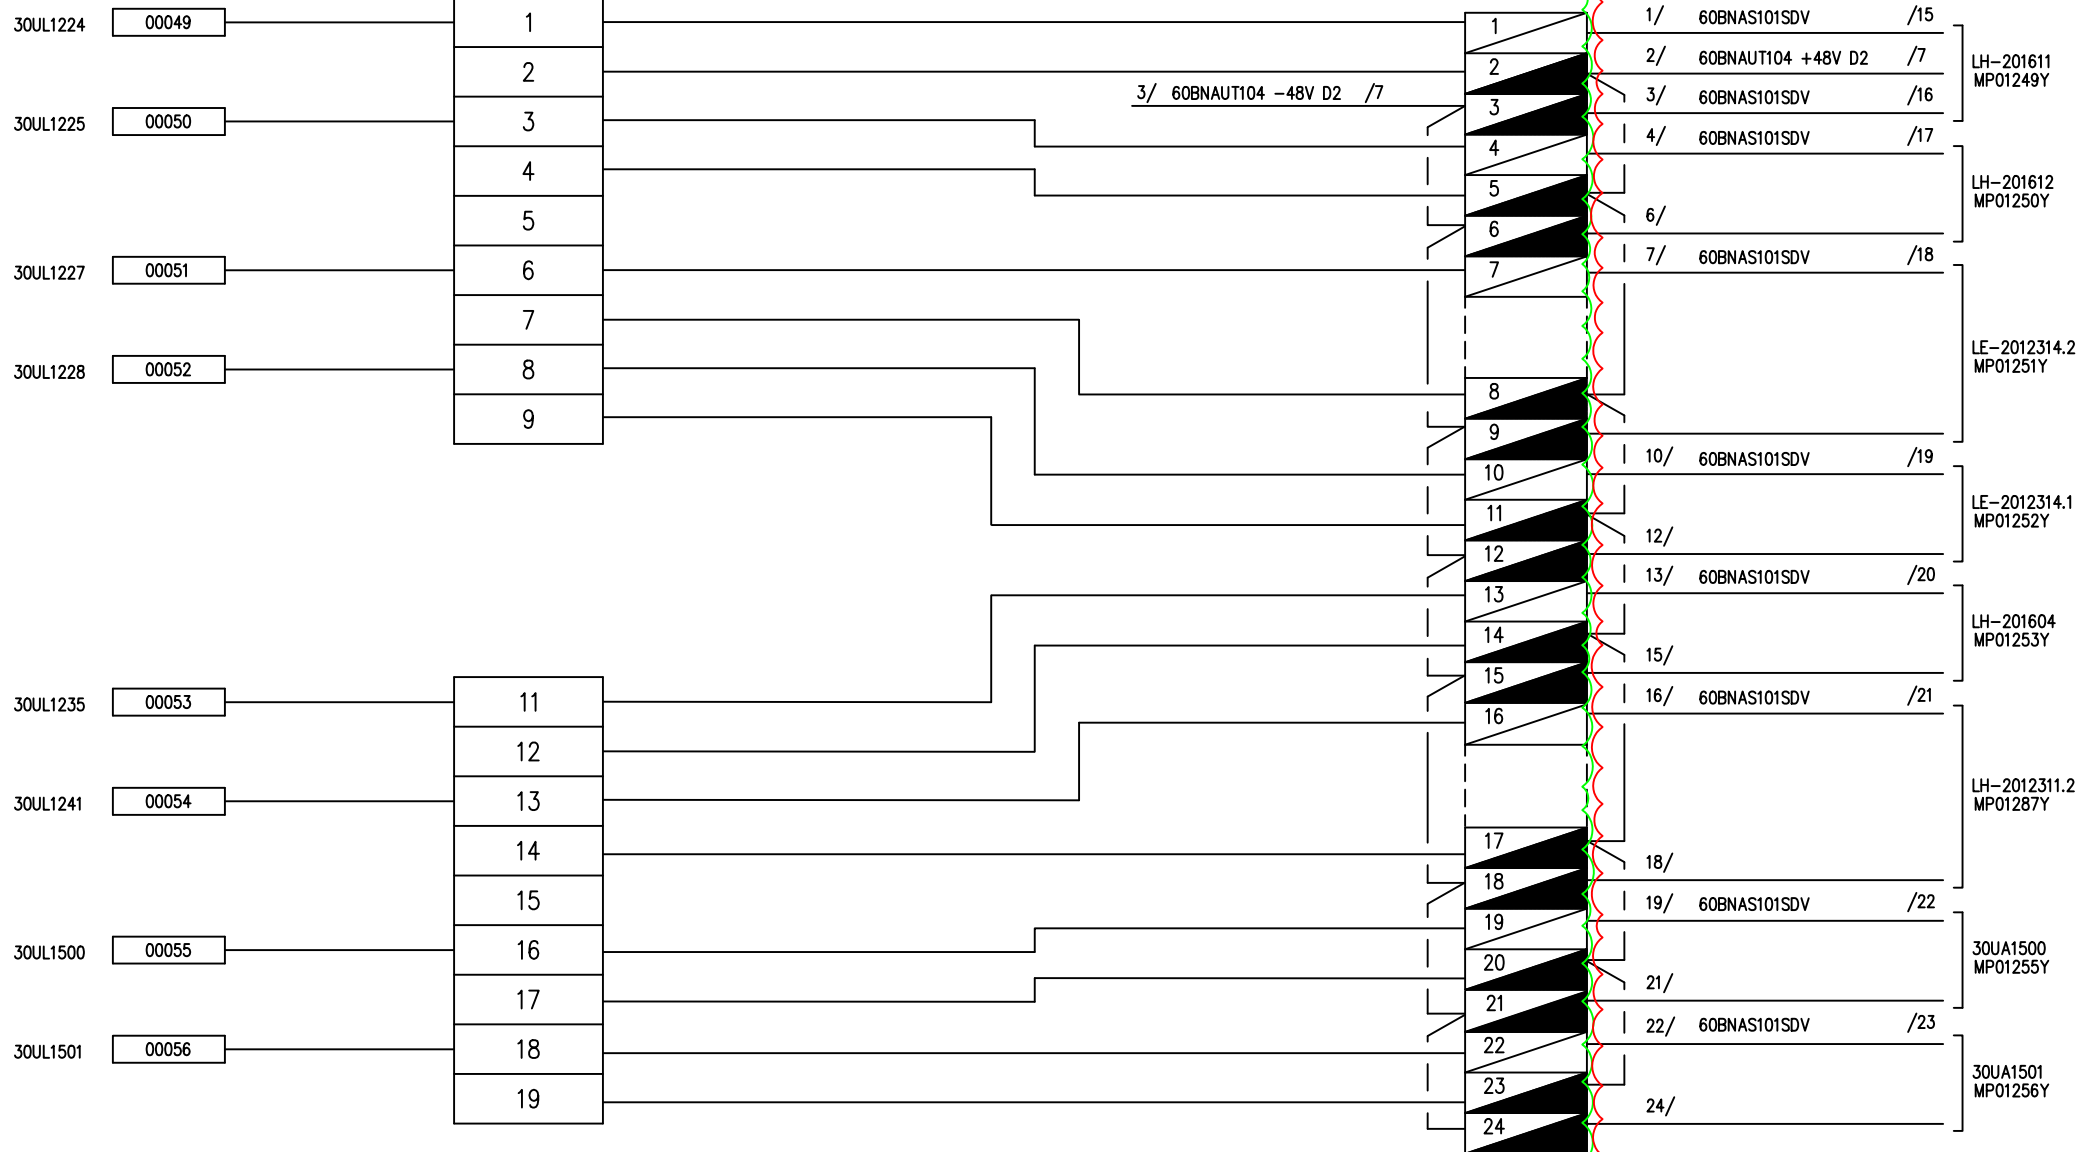 30UL1224 00049
30UL1225 00050
30UL1227 00051
30UL1228 00052
30UL1235 00053
30UL1241 00054
30UL1500 00055
30UL1501 00056
1
2
3
4
5
6
7
8
9
11
12
13
14
15
16
17
18
19
3/ 60BNAUT104 -48V D2 /7
1
2
3
4
5
6
7
8
9
10
11
12
13
14
15
16
17
18
19
20
21
22
23
24
1/ 60BNAS101SDV /15
2/ 60BNAUT104 +48V D2 /7
3/ 60BNAS101SDV /16
4/ 60BNAS101SDV /17
6/
7/ 60BNAS101SDV /18
10/ 60BNAS101SDV /19
12/
13/ 60BNAS101SDV /20
15/
16/ 60BNAS101SDV /21
18/
19/ 60BNAS101SDV /22
21/
22/ 60BNAS101SDV /23
24/
LH-201611
MP01249Y
LH-201612
MP01250Y
LE-2012314.2
MP01251Y
LE-2012314.1
MP01252Y
LH-201604
MP01253Y
LH-2012311.2
MP01287Y
30UA1500
MP01255Y
30UA1501
MP01256Y